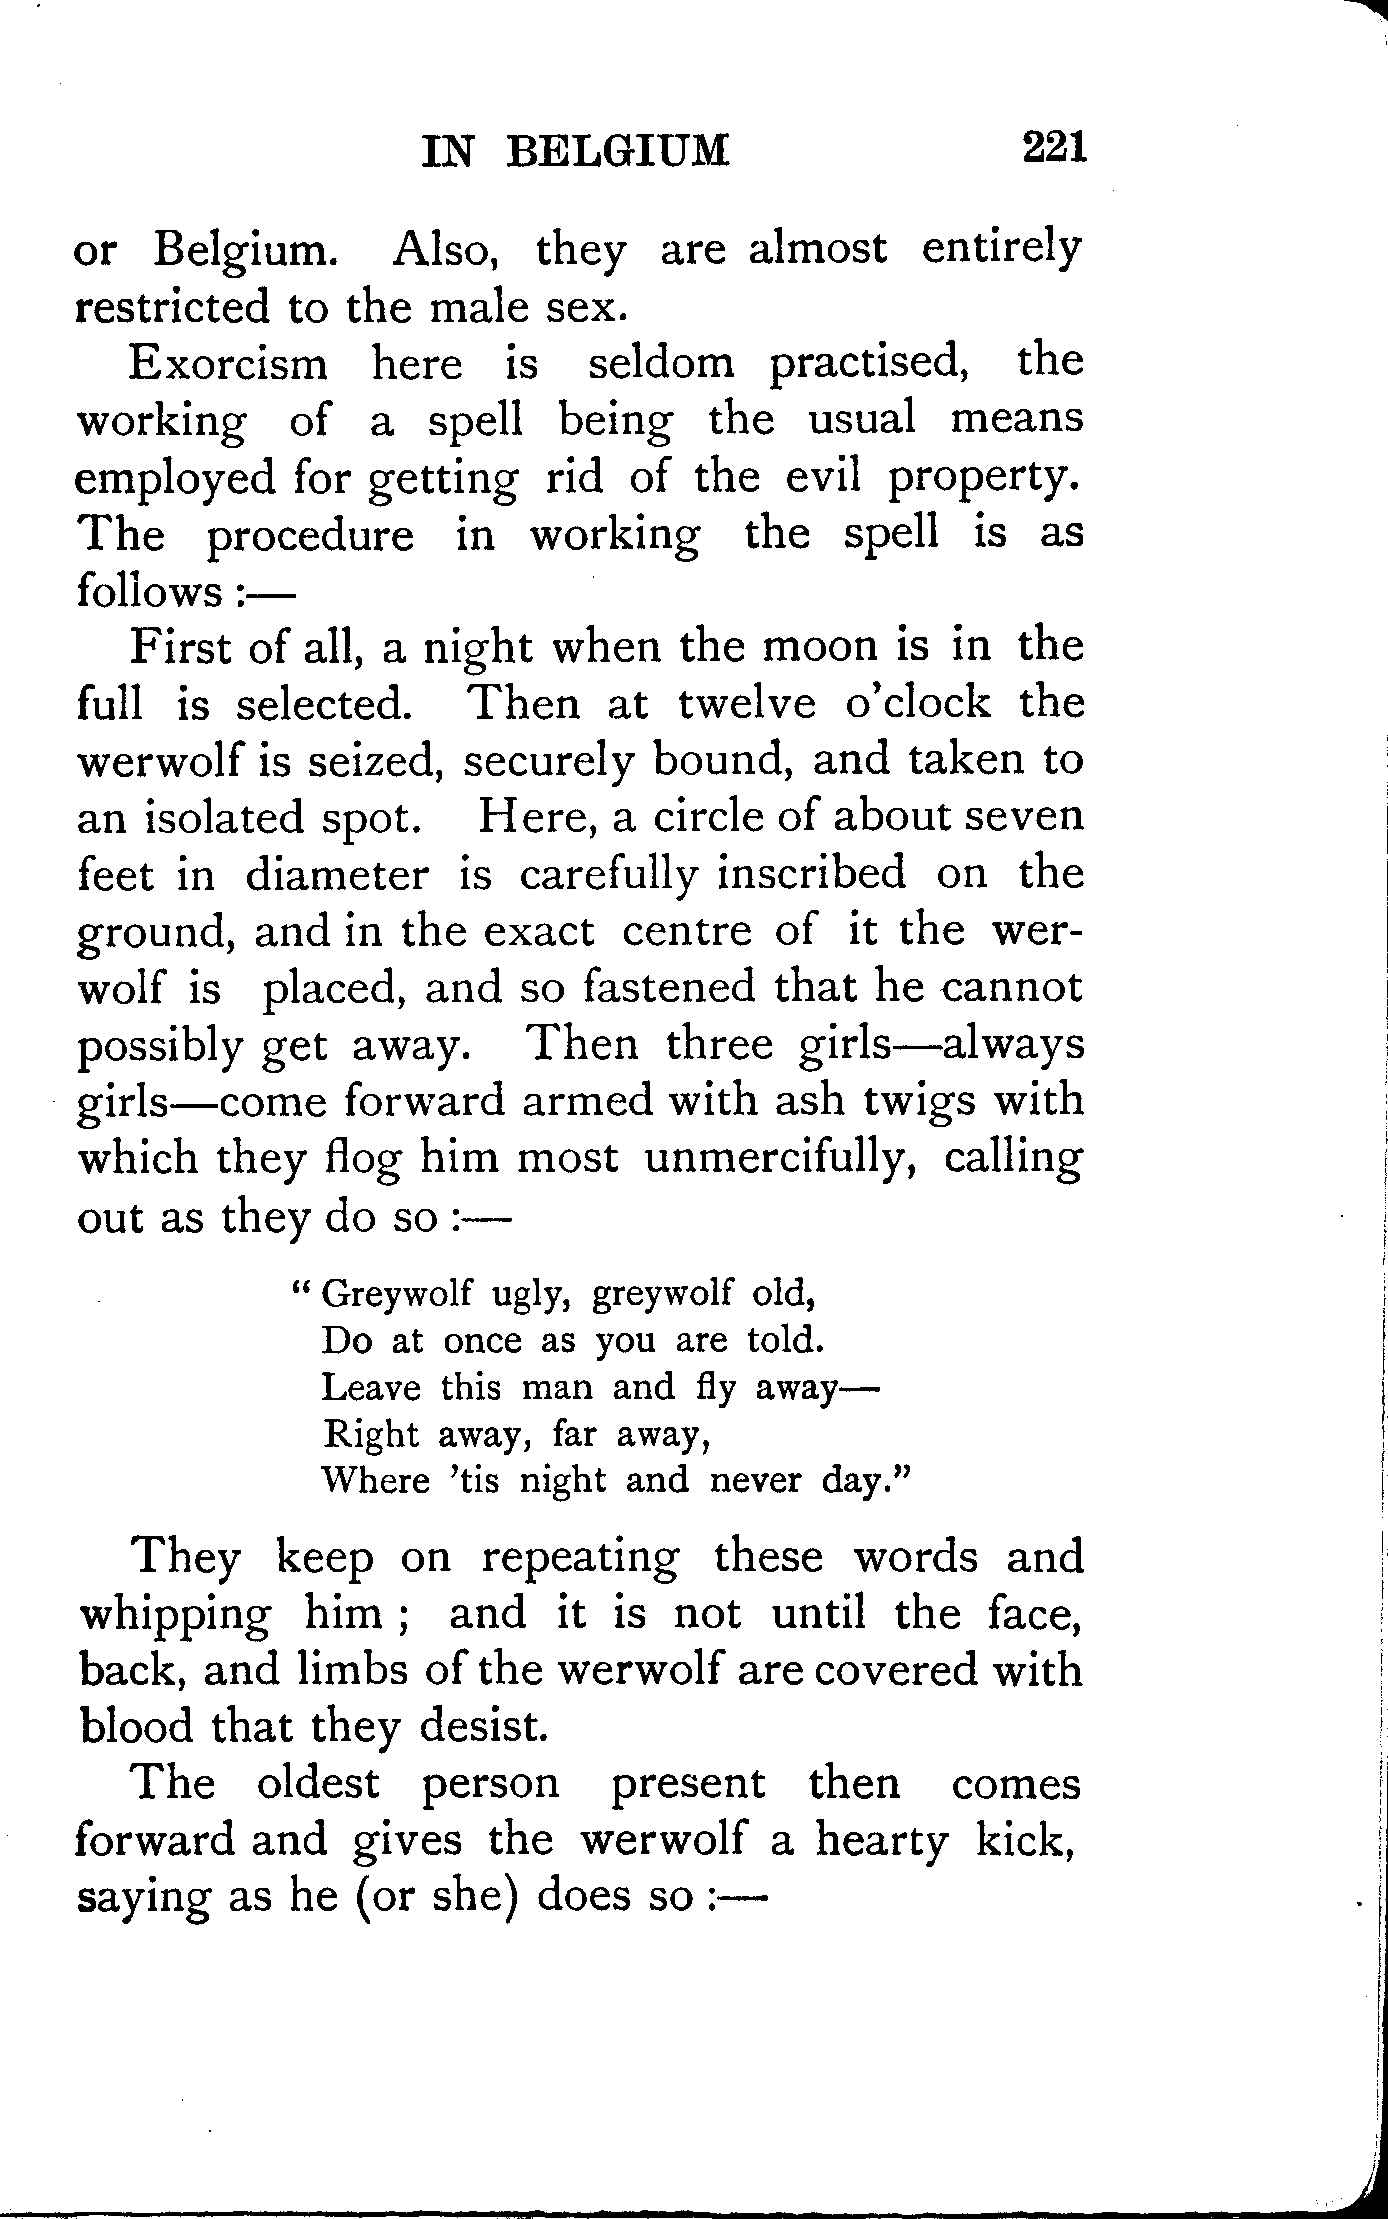 IN BELGIUM 221
or Belgium. Also, they are almost entirely
restricted to the male sex.
Exorcism here is seldom practised, the
working of a spell being the usual means
employed for getting rid of the evil property.
The procedure in working the spell is as
follows :—
First of all, a night when the moon is in the
full is selected. Then at twelve o'clock the
werwolf is seized, securely bound, and taken to
an isolated spot. Here, a circle of about seven
feet in diameter is carefully inscribed on the
ground, and in the exact centre of it the wer-
wolf is placed, and so fastened that he cannot
possibly get away. Then three girls—always
girls—come forward armed with ash twigs with
which they flog him most unmercifully, calling
out as they do so :—
“ Greywolf ugly, greywolf old,
Do at once as you are told.
Leave this man and fly away—
Right away, far away,
Where ’tis night and never day.”
They keep on repeating these words and
whipping him ; and it is not until the face,
back, and limbs of the werwolf are covered with
blood that they desist.
The oldest person present then comes
forward and gives the werwolf a hearty kick,
saying as he (or she) does so :—